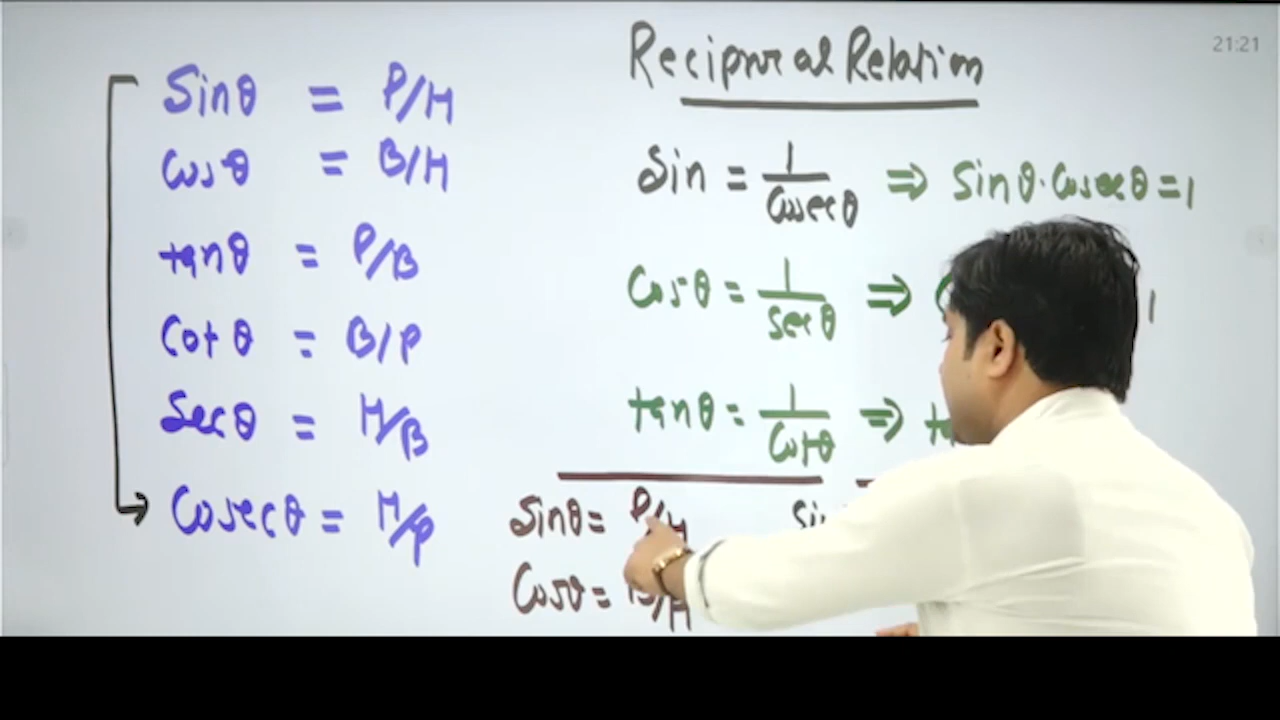 21:21
Sinθ = P/H
Cosθ = B/H
tanθ = P/B
Cotθ = B/P
Secθ = H/B
Cosecθ = H/P
Reciprocal Relation
Sin = 1/Cosecθ ⇒ Sinθ·Cosecθ = 1
Cosθ = 1/secθ ⇒ 1
tanθ = 1/Cotθ ⇒
Sinθ = P/H
Cosθ = B/H